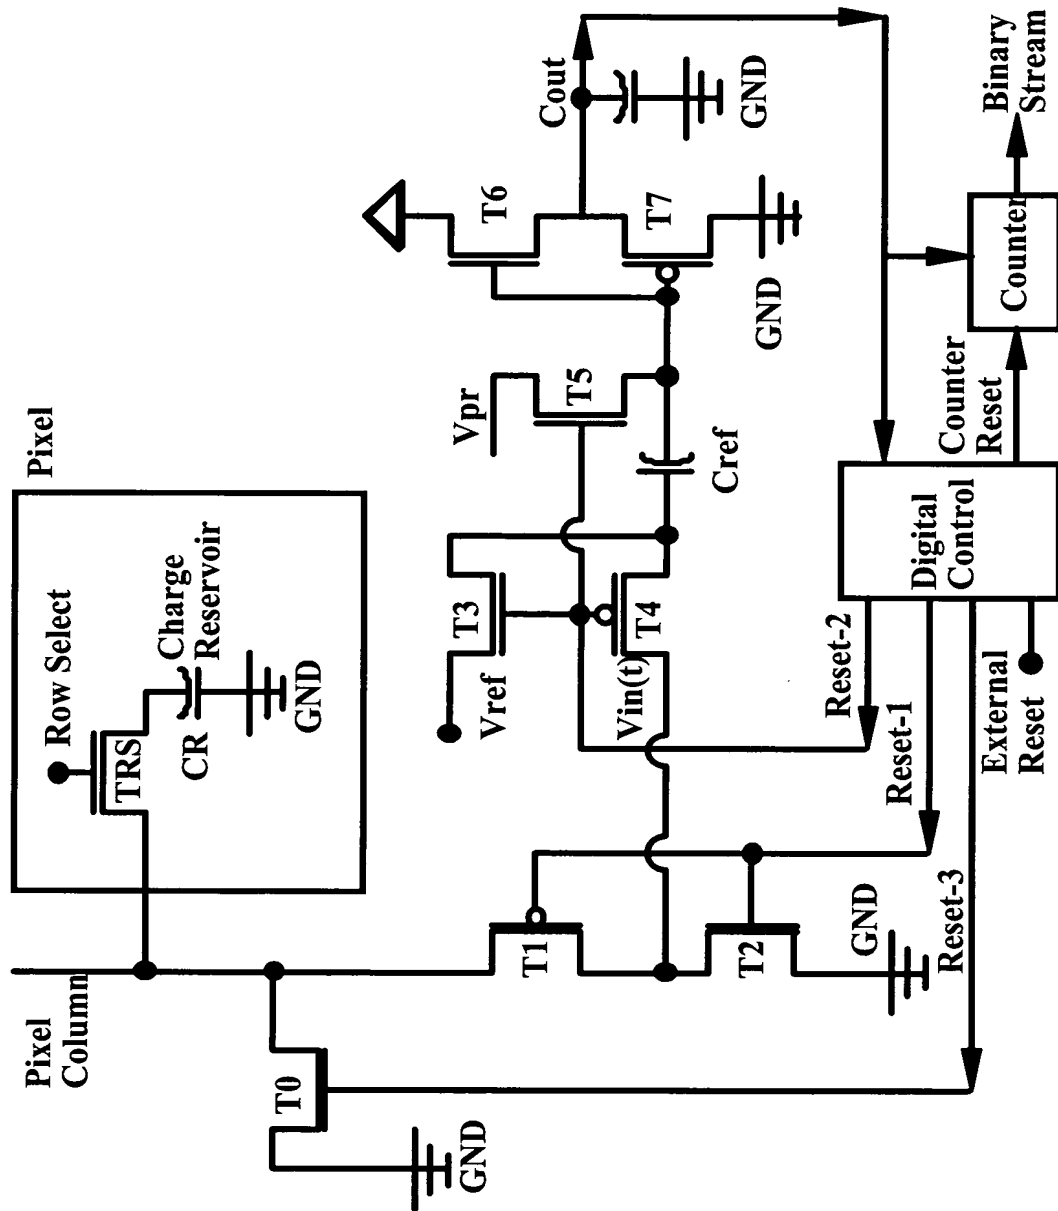 Pixel
Column
T0
GND
Pixel
Row Select
TRS
Charge
Reservoir
CR
GND
T1
T2
GND
Vref
T3
Vin(t)
T4
Vpr
T5
Cref
T6
T7
GND
Cout
GND
Reset-2
Reset-1
Reset-3
External
Reset
Digital
Control
Counter
Reset
Counter
Binary
Stream